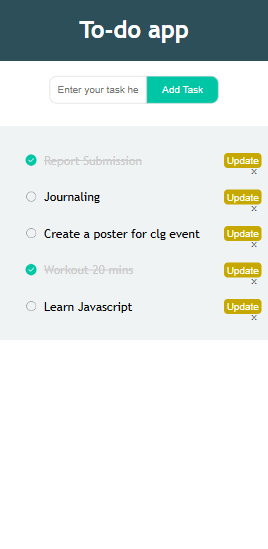 To-do app
Enter your task he
Add Task
Report Submission
Update
x
Journaling
Update
x
Create a poster for clg event
Update
x
Workout 20 mins
Update
x
Learn Javascript
Update
x